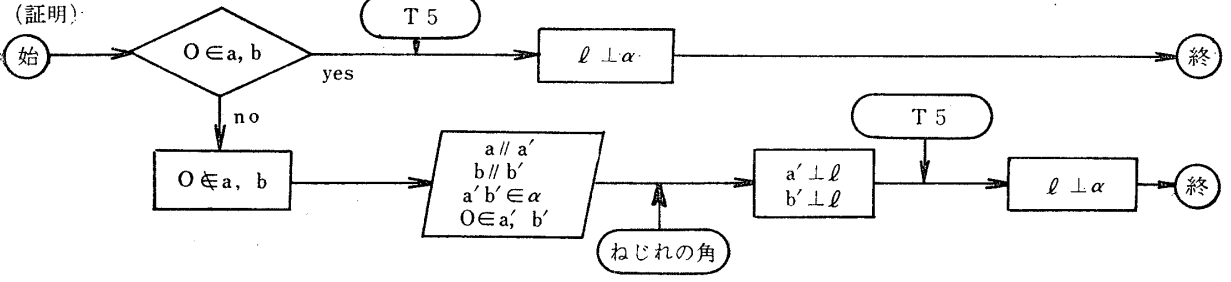 (証明)
始
O∈a, b
yes
T 5
ℓ⊥α
終
no
O∉a, b
a∥a′
b∥b′
a′b′∈α
O∈a′, b′
ねじれの角
a′⊥ℓ
b′⊥ℓ
T 5
ℓ⊥α
終